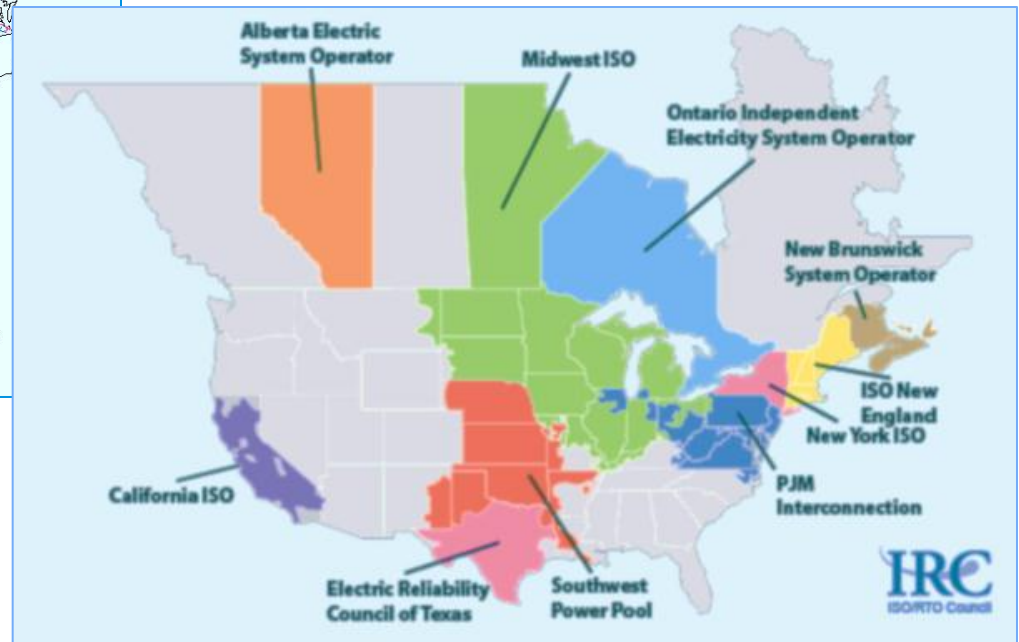 Alberta Electric
System Operator
Midwest ISO
Ontario Independent
Electricity System Operator
New Brunswick
System Operator
ISO New
England
New York ISO
PJM
Interconnection
California ISO
Electric Reliability
Council of Texas
Southwest
Power Pool
IRC
ISO/RTO Council